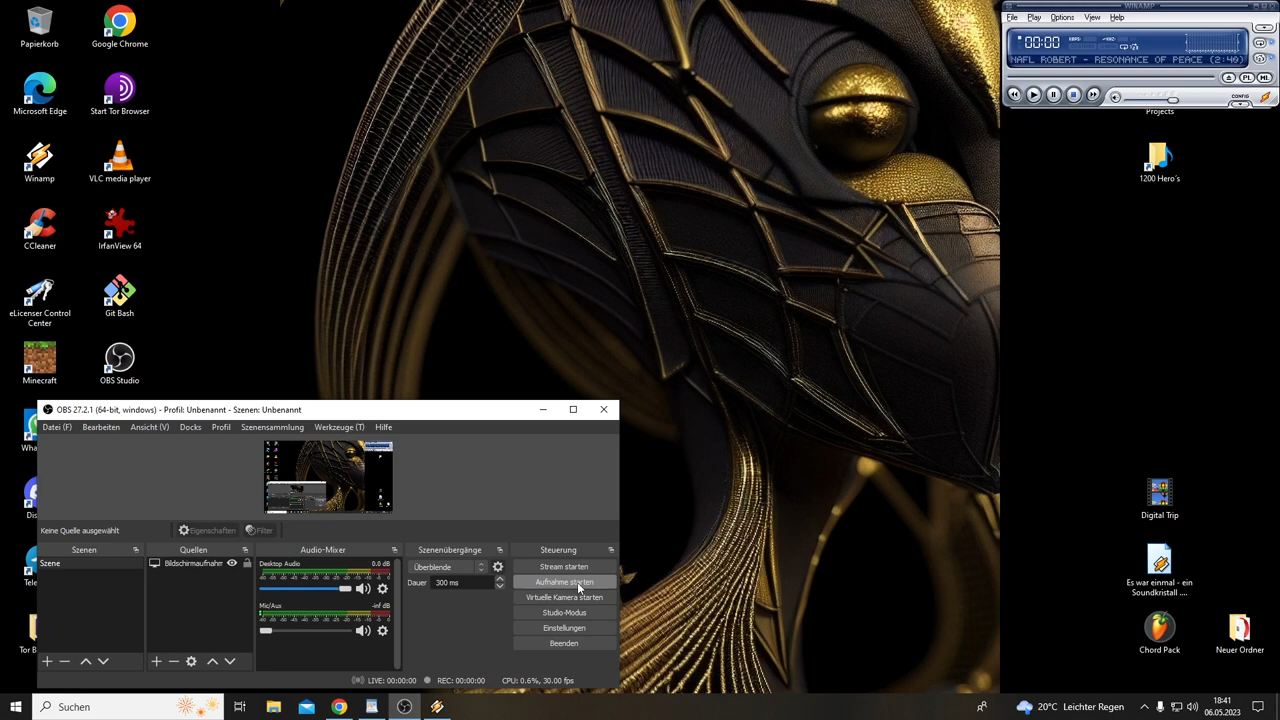 Papierkorb
Google Chrome
Microsoft Edge
Start Tor Browser
Winamp
VLC media player
CCleaner
IrfanView 64
eLicenser Control
Center
Git Bash
Minecraft
OBS Studio
WINAMP
File Play Options View Help
00:00
NAFL ROBERT - RESONANCE OF PEACE (2:40)
PL ML
CONFIG
Projects
1200 Hero´s
Digital Trip
Es war einmal - ein
Soundkristall ....
Chord Pack
Neuer Ordner
OBS 27.2.1 (64-bit, windows) - Profil: Unbenannt - Szenen: Unbenannt
Datei (F) Bearbeiten Ansicht (V) Docks Profil Szenensammlung Werkzeuge (T) Hilfe
Keine Quelle ausgewählt
Eigenschaften
Filter
Szenen
Quellen
Audio-Mixer
Szenenübergänge
Steuerung
Szene
Bildschirmaufnahm
Desktop Audio 0.0 dB
Mic/Aux -inf dB
Überblende
Dauer 300 ms
Stream starten
Aufnahme starten
Virtuelle Kamera starten
Studio-Modus
Einstellungen
Beenden
LIVE: 00:00:00 REC: 00:00:00 CPU: 0.6%, 30.00 fps
Suchen
20°C Leichter Regen
18:41
06.05.2023